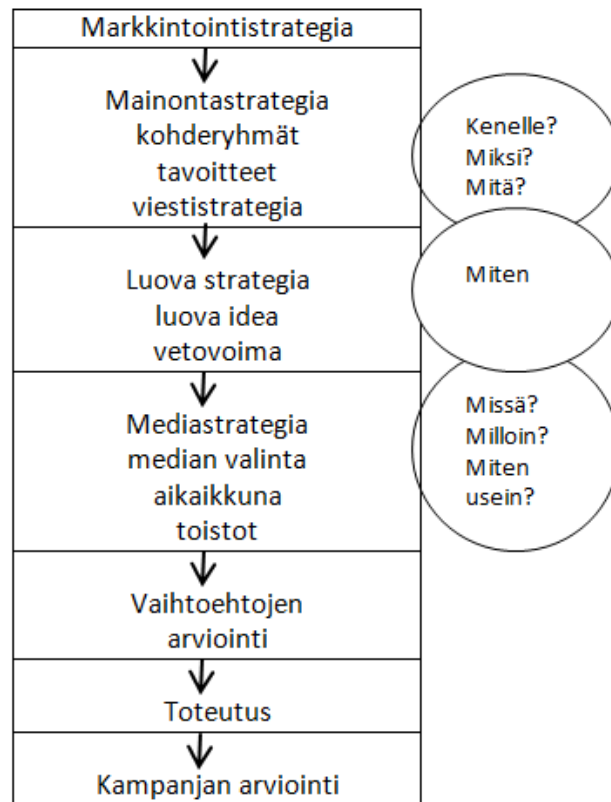 Markkintointistrategia
Mainontastrategia
kohderyhmät
tavoitteet
viestistrategia
Kenelle?
Miksi?
Mitä?
Luova strategia
luova idea
vetovoima
Miten
Mediastrategia
median valinta
aikaikkuna
toistot
Missä?
Milloin?
Miten
usein?
Vaihtoehtojen
arviointi
Toteutus
Kampanjan arviointi